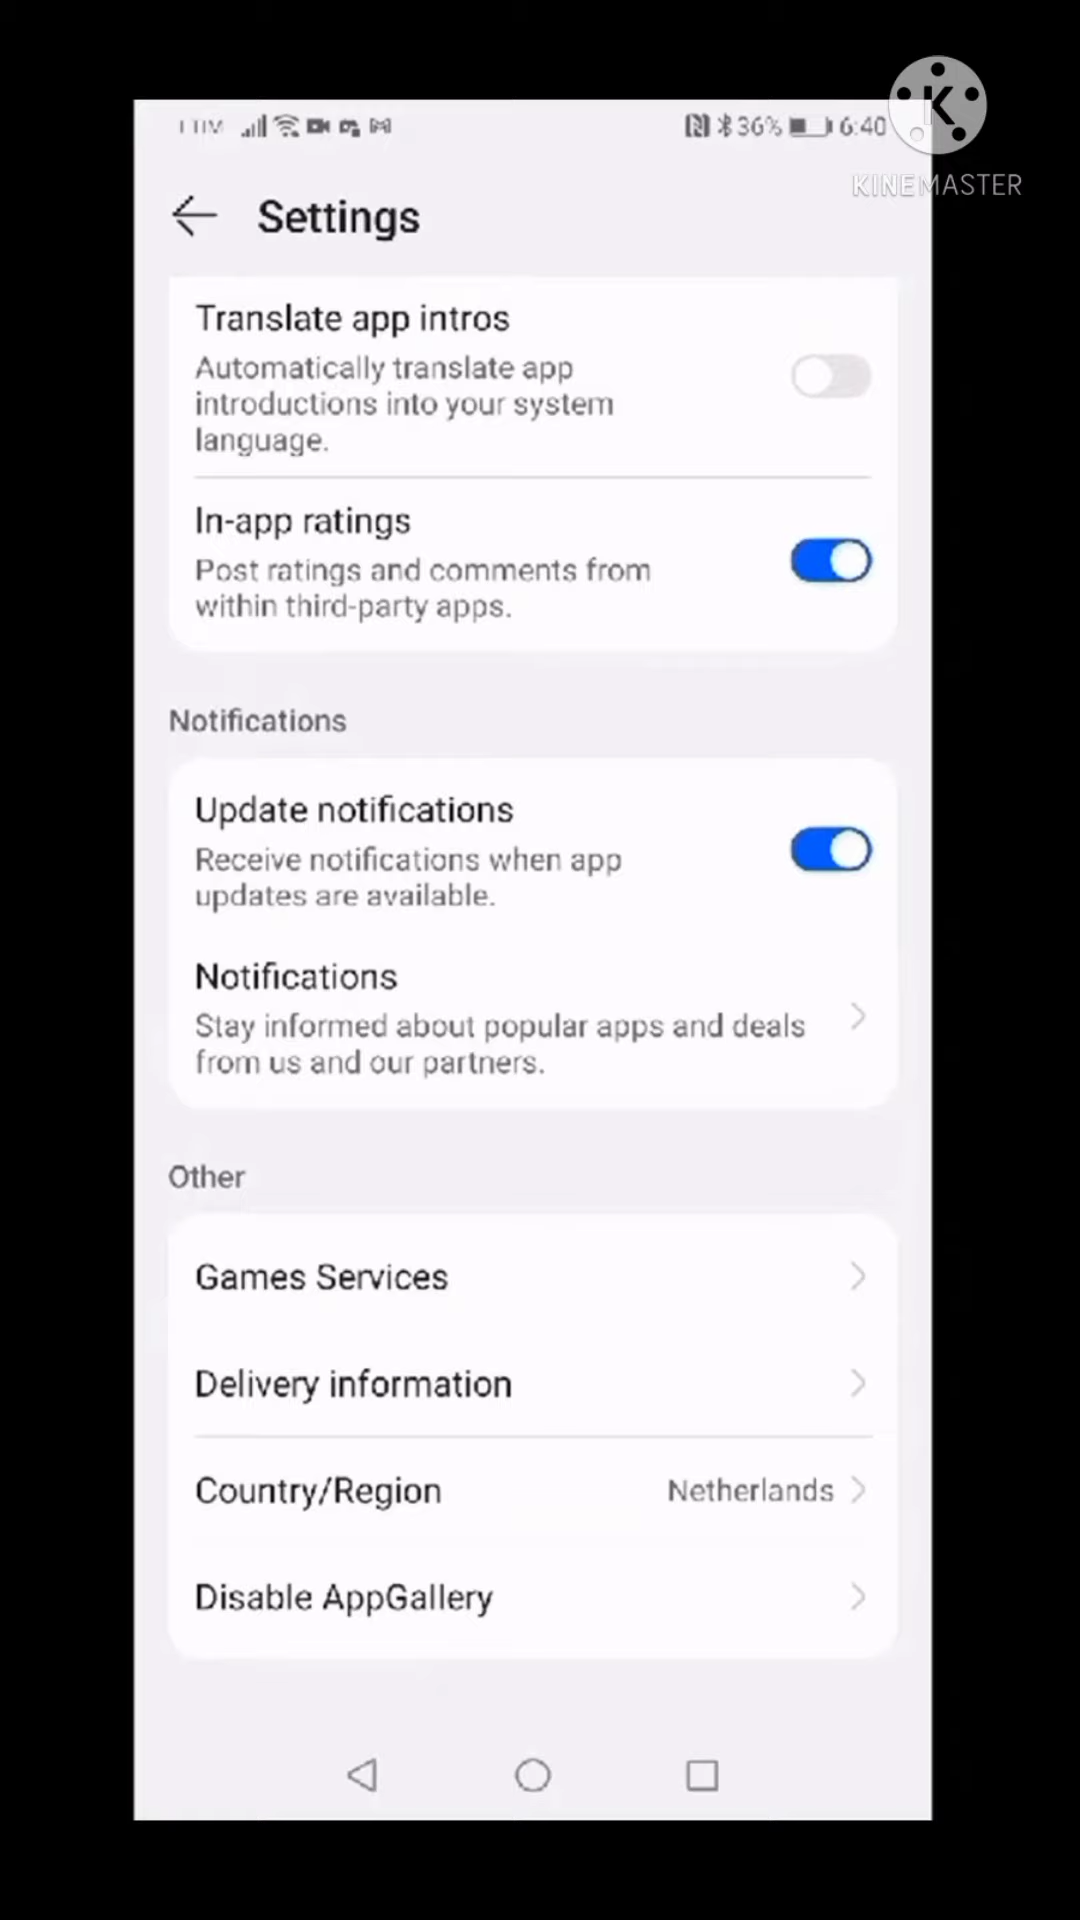 36% 6:40
K
KINEMASTER
Settings
Translate app intros
Automatically translate app
introductions into your system
language.
In-app ratings
Post ratings and comments from
within third-party apps.
Notifications
Update notifications
Receive notifications when app
updates are available.
Notifications
Stay informed about popular apps and deals
from us and our partners.
Other
Games Services
Delivery information
Country/Region Netherlands
Disable AppGallery